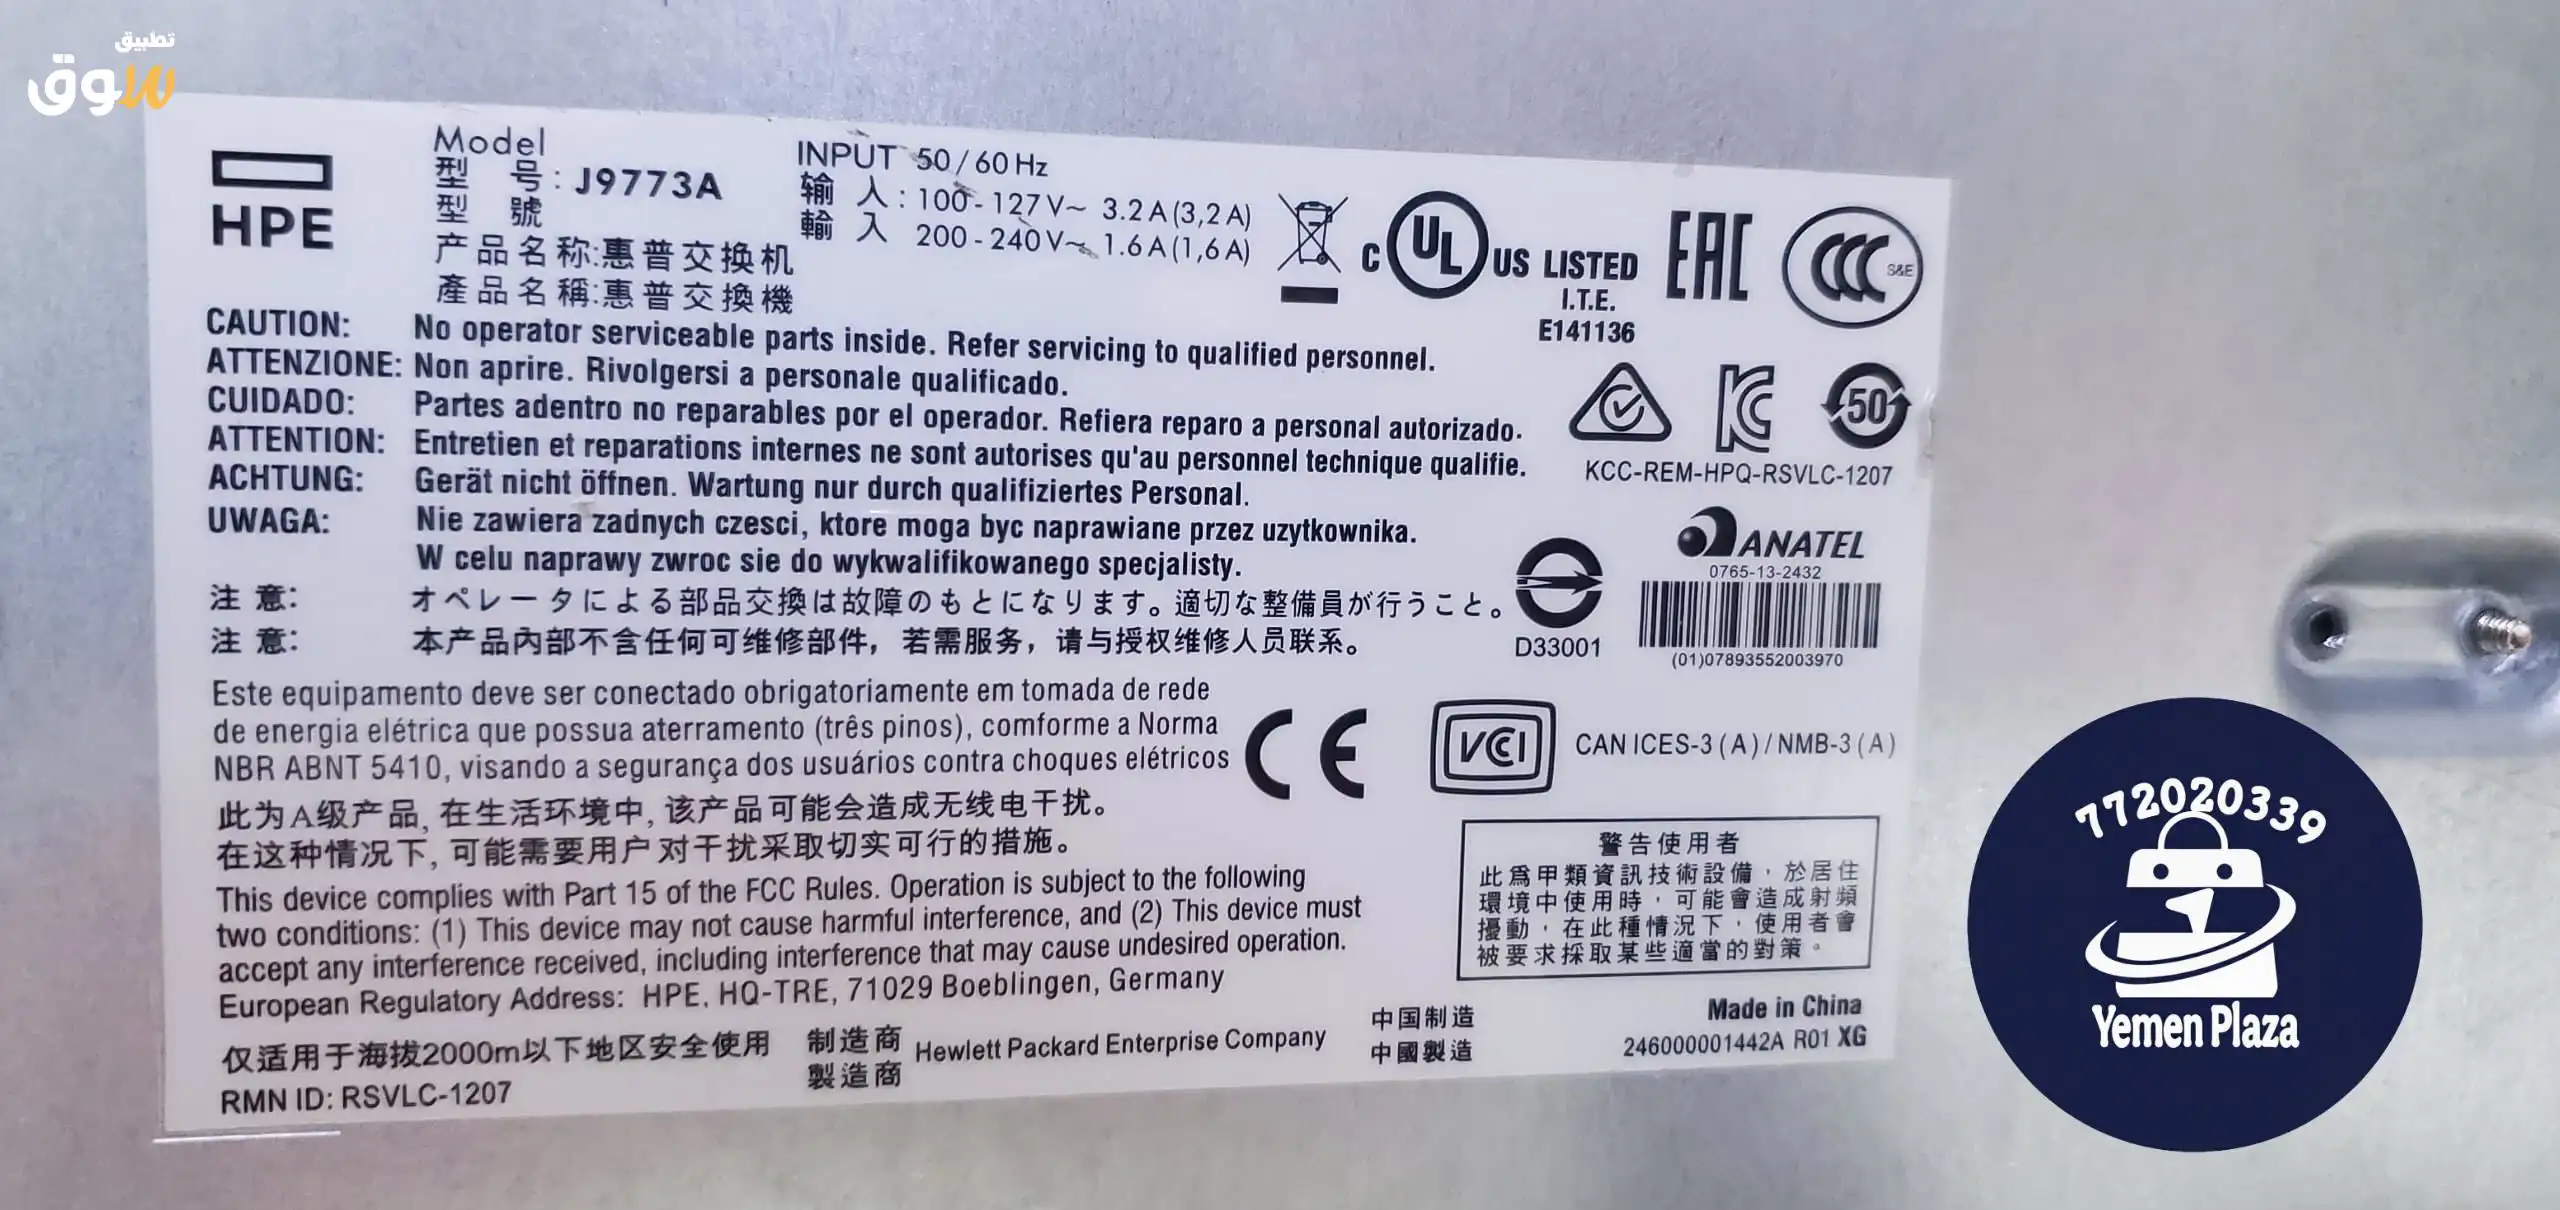 تطبيق
سوق
HPE
Model
型 号: J9773A
型 號
产品名称:惠普交换机
產品名稱:惠普交換機
INPUT 50/60 Hz
输 入: 100-127V~ 3.2A(3,2A)
輸 入 200-240V~ 1.6A(1,6A)
C UL US LISTED
I.T.E.
E141136
EAC
CCC S&E
CAUTION: No operator serviceable parts inside. Refer servicing to qualified personnel.
ATTENZIONE: Non aprire. Rivolgersi a personale qualificado.
CUIDADO: Partes adentro no reparables por el operador. Refiera reparo a personal autorizado.
ATTENTION: Entretien et reparations internes ne sont autorises qu'au personnel technique qualifie.
ACHTUNG: Gerät nicht öffnen. Wartung nur durch qualifiziertes Personal.
UWAGA: Nie zawiera zadnych czesci, ktore moga byc naprawiane przez uzytkownika.
W celu naprawy zwroc sie do wykwalifikowanego specjalisty.
注 意: オペレータによる部品交換は故障のもとになります。適切な整備員が行うこと。
注 意: 本产品内部不含任何可维修部件，若需服务，请与授权维修人员联系。
KC
50
KCC-REM-HPQ-RSVLC-1207
ANATEL
0765-13-2432
(01)07893552003970
D33001
Este equipamento deve ser conectado obrigatoriamente em tomada de rede
de energia elétrica que possua aterramento (três pinos), comforme a Norma
NBR ABNT 5410, visando a segurança dos usuários contra choques elétricos
CE
VCCI
CAN ICES-3 (A) / NMB-3 (A)
此为A级产品, 在生活环境中, 该产品可能会造成无线电干扰。
在这种情况下, 可能需要用户对干扰采取切实可行的措施。
This device complies with Part 15 of the FCC Rules. Operation is subject to the following
two conditions: (1) This device may not cause harmful interference, and (2) This device must
accept any interference received, including interference that may cause undesired operation.
European Regulatory Address: HPE, HQ-TRE, 71029 Boeblingen, Germany
警告使用者
此為甲類資訊技術設備，於居住
環境中使用時，可能會造成射頻
擾動，在此種情況下，使用者會
被要求採取某些適當的對策。
仅适用于海拔2000m以下地区安全使用
RMN ID: RSVLC-1207
制造商
製造商
Hewlett Packard Enterprise Company
中国制造
中國製造
Made in China
246000001442A R01 XG
772020339
Yemen Plaza